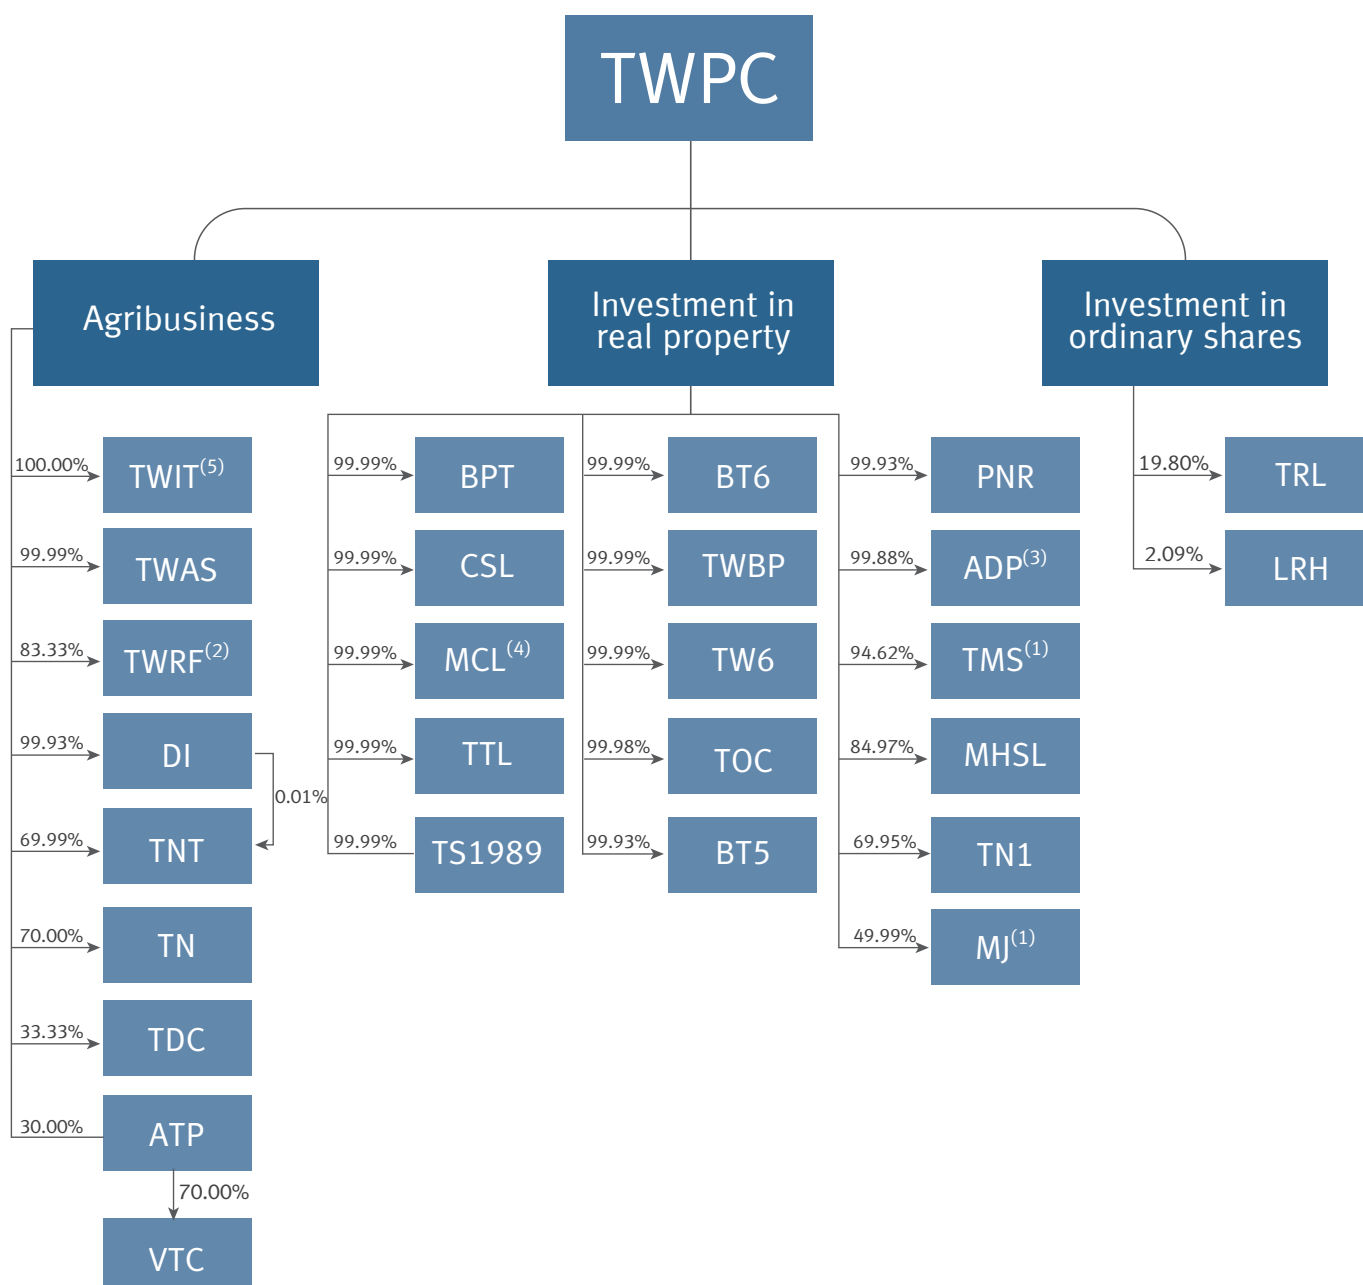 TWPC
Agribusiness
Investment in
real property
Investment in
ordinary shares
100.00%
TWIT(5)
99.99%
TWAS
83.33%
TWRF(2)
99.93%
DI
0.01%
69.99%
TNT
70.00%
TN
33.33%
TDC
30.00%
ATP
70.00%
VTC
99.99%
BPT
99.99%
CSL
99.99%
MCL(4)
99.99%
TTL
99.99%
TS1989
99.99%
BT6
99.99%
TWBP
99.99%
TW6
99.98%
TOC
99.93%
BT5
99.93%
PNR
99.88%
ADP(3)
94.62%
TMS(1)
84.97%
MHSL
69.95%
TN1
49.99%
MJ(1)
19.80%
TRL
2.09%
LRH